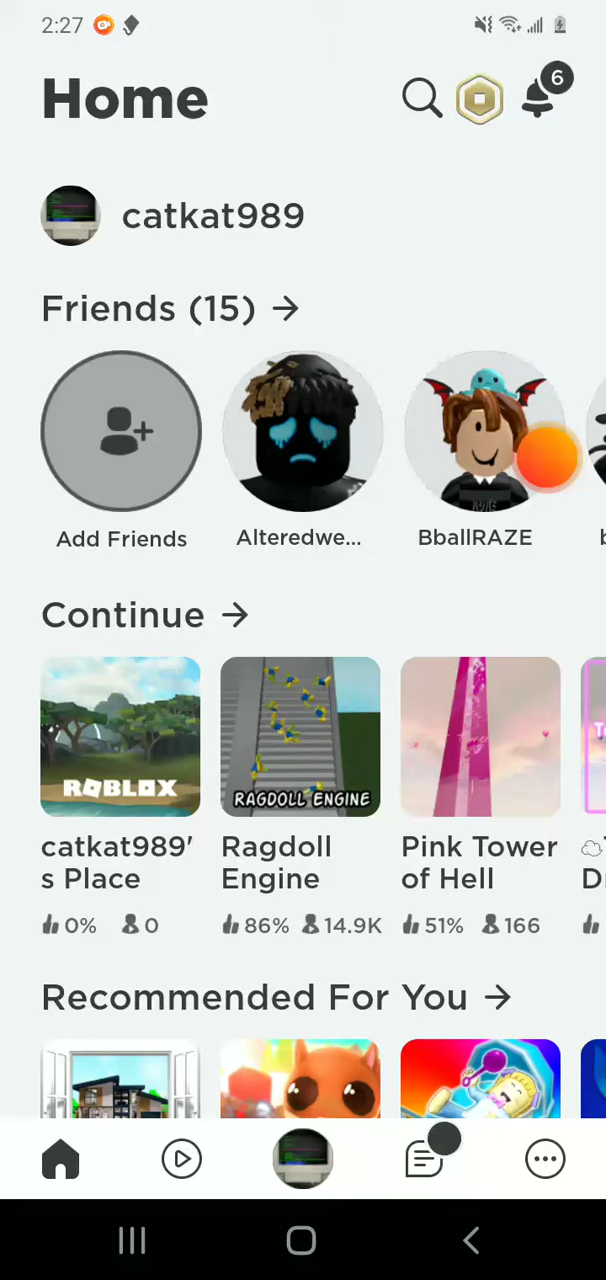 2:27
Home
6
catkat989
Friends (15) →
Add Friends
Alteredwe...
BballRAZE
b
Continue →
ROBLOX
RAGDOLL ENGINE
catkat989'
s Place
Ragdoll
Engine
Pink Tower
of Hell
D
0% 0
86% 14.9K
51% 166
Recommended For You →